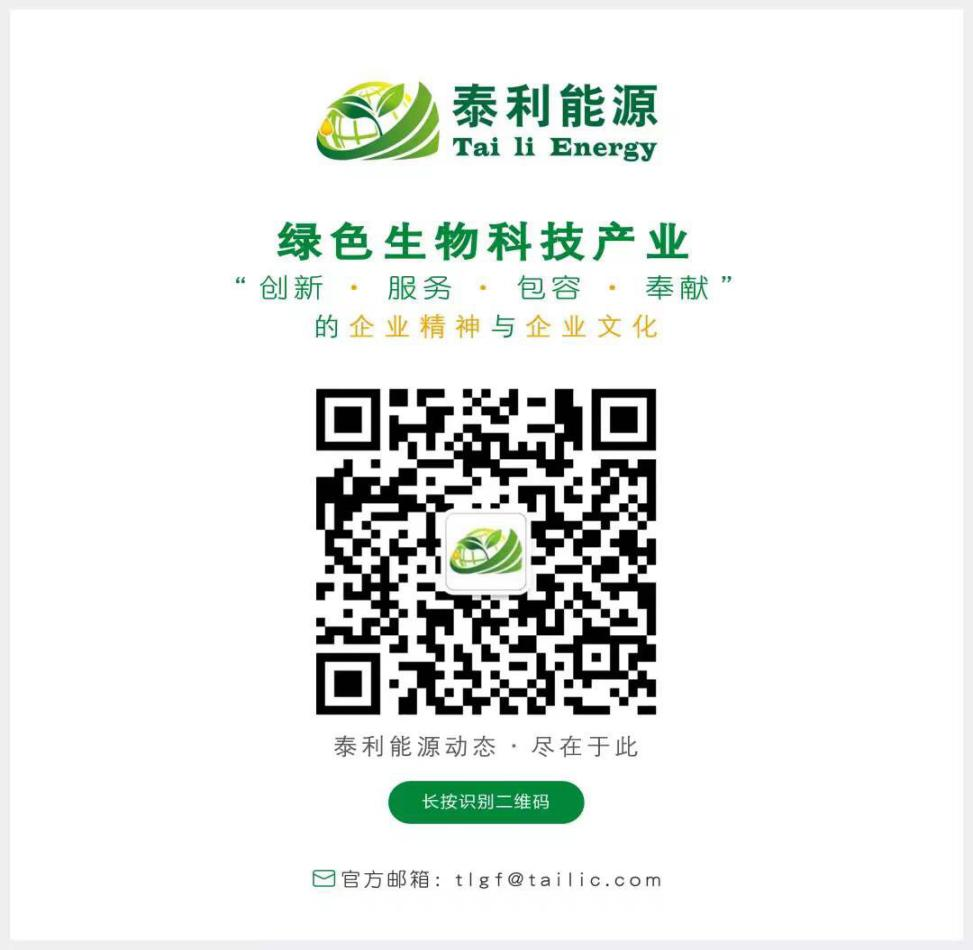 泰利能源
Tai li Energy
绿色生物科技产业
“创新 · 服务 · 包容 · 奉献”
的企业精神与企业文化
泰利能源动态 · 尽在于此
长按识别二维码
官方邮箱：tlgf@tailic.com